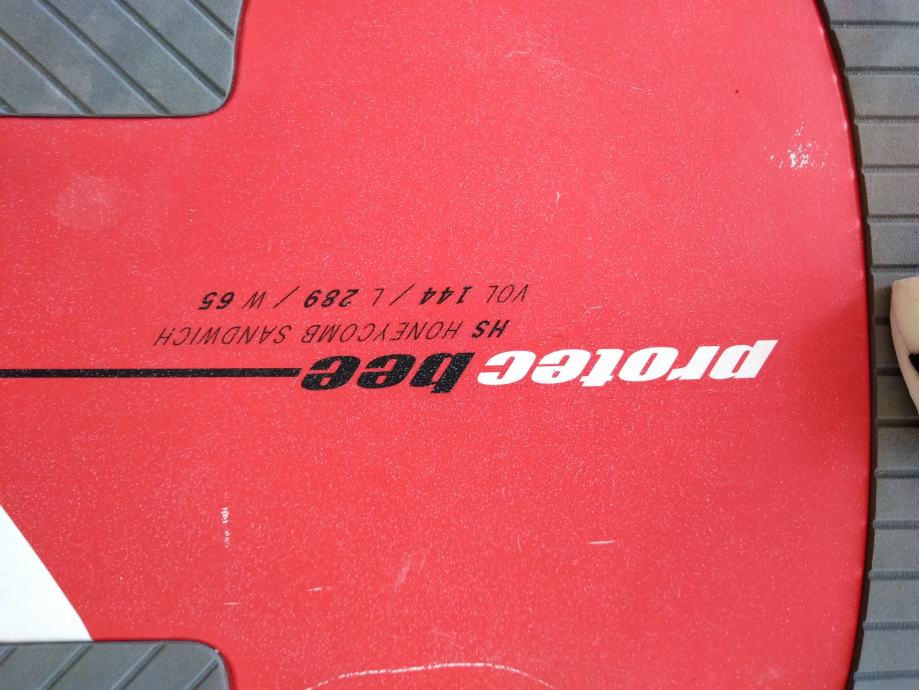 protec bee
HS HONEYCOMB SANDWICH
VOL 144 / L 289 / W 65